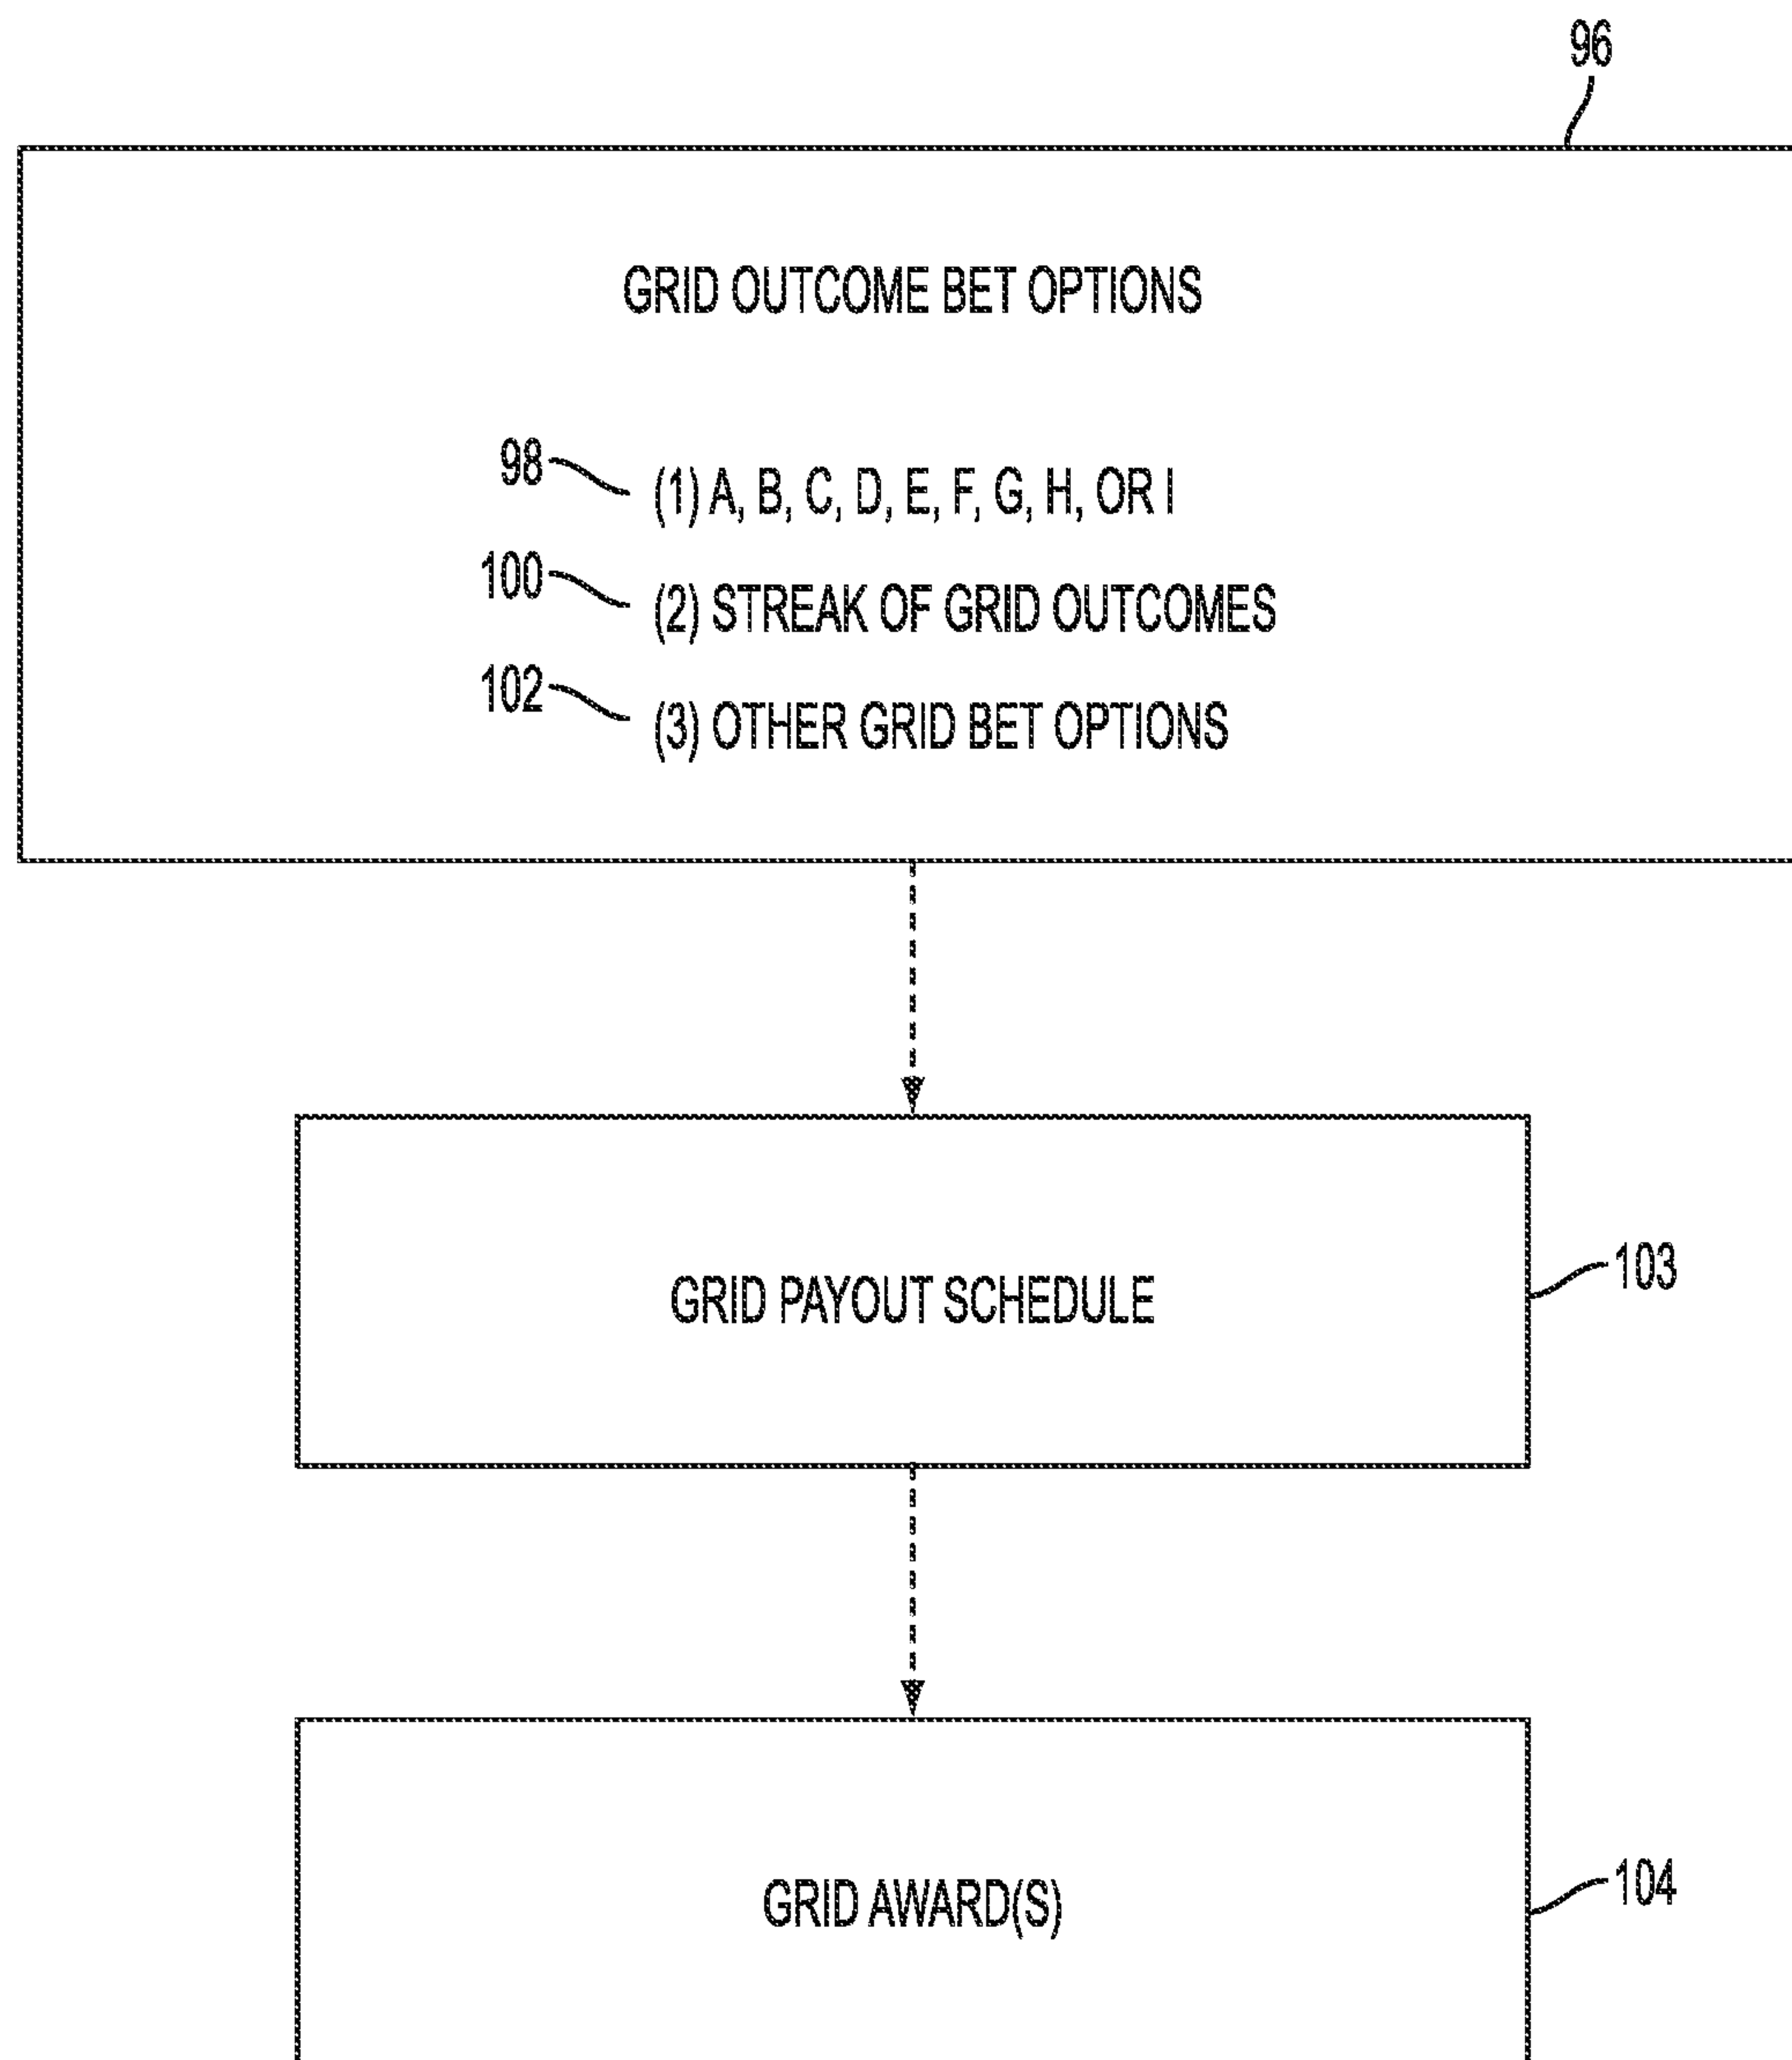 96
GRID OUTCOME BET OPTIONS
98 (1) A, B, C, D, E, F, G, H, OR I
100 (2) STREAK OF GRID OUTCOMES
102 (3) OTHER GRID BET OPTIONS
GRID PAYOUT SCHEDULE
103
GRID AWARD(S)
104